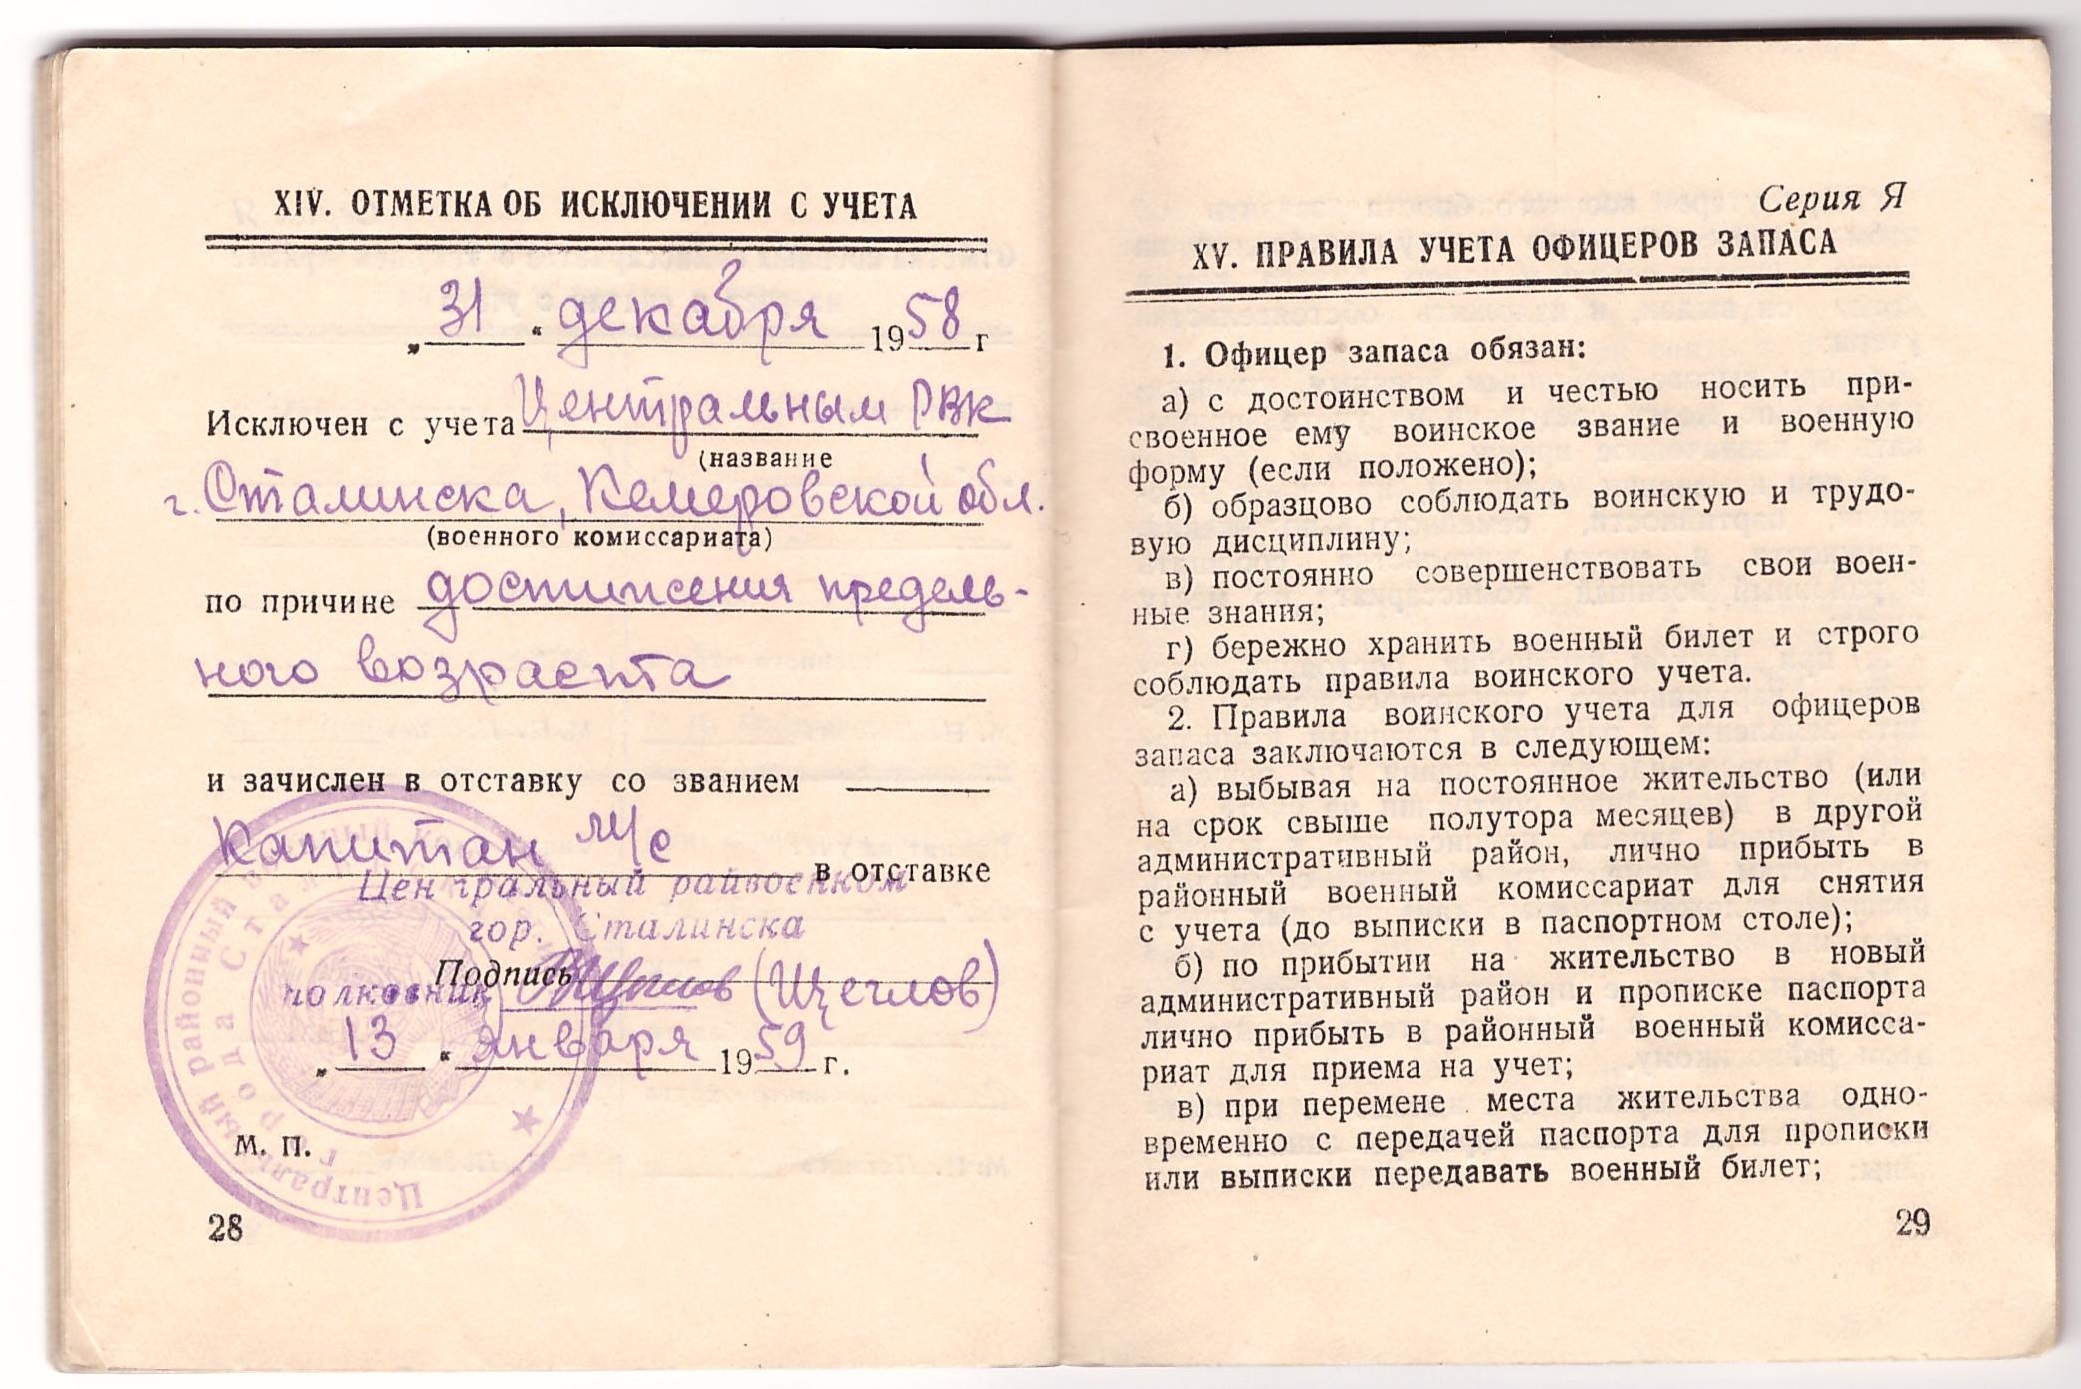 XIV. ОТМЕТКА ОБ ИСКЛЮЧЕНИИ С УЧЕТА
„31“ декабря 1958 г
Исключен с учета Центральным РВК
(название
г. Сталинска, Кемеровской обл.
(военного комиссариата)
по причине достижения предель-
ного возраста
и зачислен в отставку со званием
Капитан м/с
в отставке
Центральный райвоенком
гор. Сталинска
Подпись (Щеглов)
полковник
„13“ января 1959 г.
М. П.
Центральный районный военный
города Сталинска
28
Серия Я
XV. ПРАВИЛА УЧЕТА ОФИЦЕРОВ ЗАПАСА
1. Офицер запаса обязан:
а) с достоинством и честью носить при-
своенное ему воинское звание и военную
форму (если положено);
б) образцово соблюдать воинскую и трудо-
вую дисциплину;
в) постоянно совершенствовать свои воен-
ные знания;
г) бережно хранить военный билет и строго
соблюдать правила воинского учета.
2. Правила воинского учета для офицеров
запаса заключаются в следующем:
а) выбывая на постоянное жительство (или
на срок свыше полутора месяцев) в другой
административный район, лично прибыть в
районный военный комиссариат для снятия
с учета (до выписки в паспортном столе);
б) по прибытии на жительство в новый
административный район и прописке паспорта
лично прибыть в районный военный комисса-
риат для приема на учет;
в) при перемене места жительства одно-
временно с передачей паспорта для прописки
или выписки передавать военный билет;
29